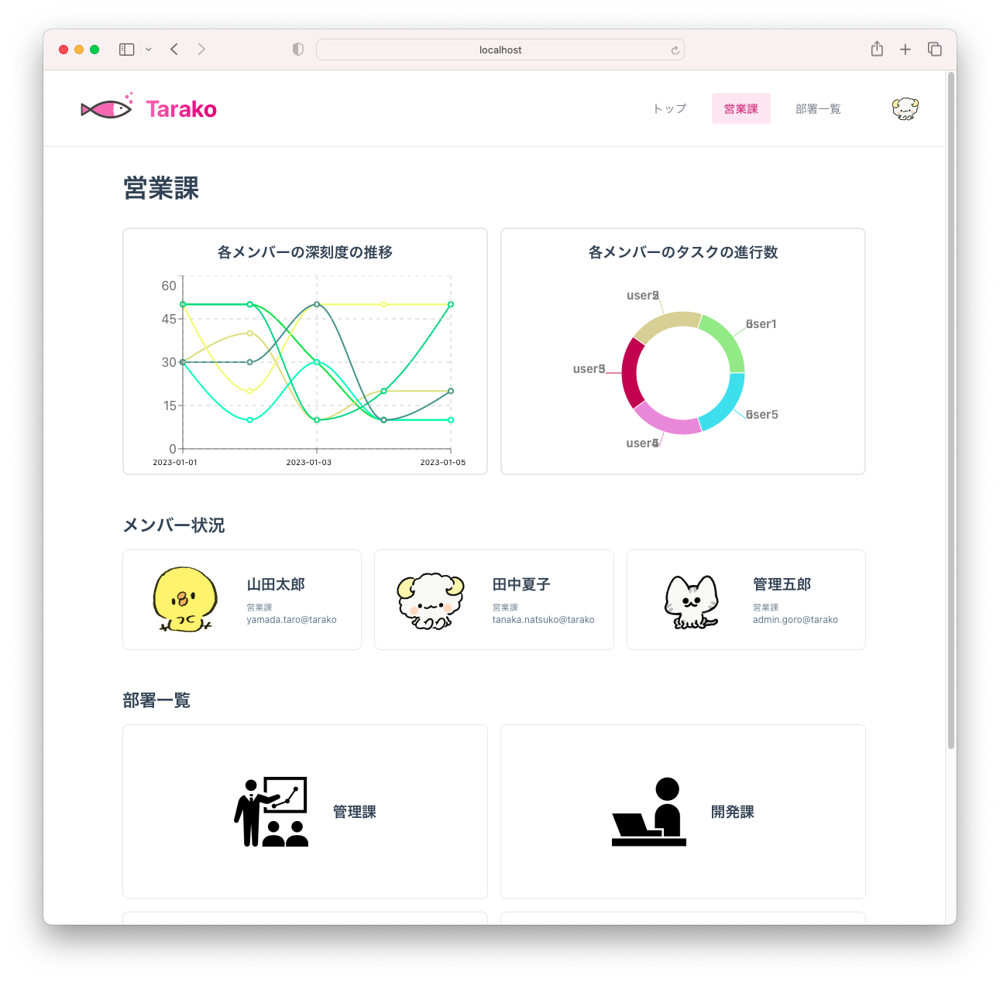 localhost
Tarako
トップ
営業課
部署一覧
営業課
各メンバーの深刻度の推移
60
45
30
15
0
2023-01-01
2023-01-03
2023-01-05
各メンバーのタスクの進行数
user1
user5
メンバー状況
山田太郎
営業課
yamada.taro@tarako
田中夏子
営業課
tanaka.natsuko@tarako
管理五郎
営業課
admin.goro@tarako
部署一覧
管理課
開発課